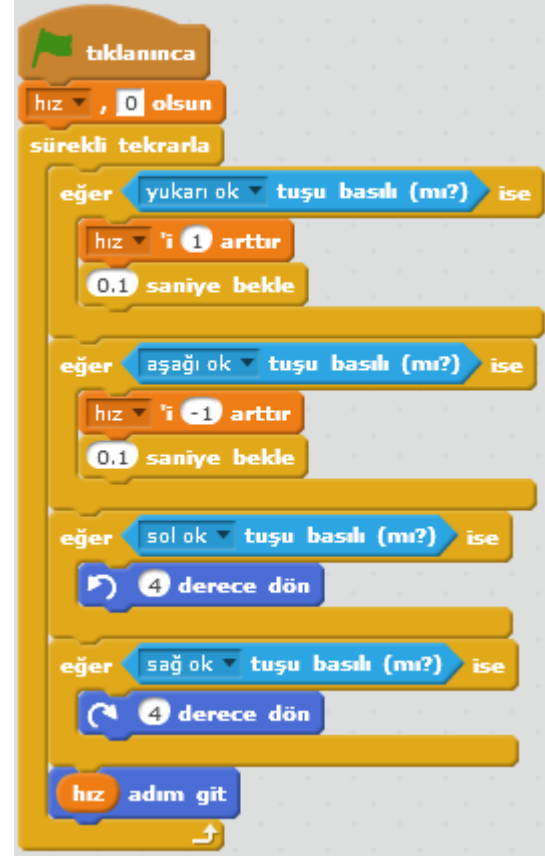 tıklanınca
hız , 0 olsun
sürekli tekrarla
eğer yukarı ok tuşu basılı (mı?) ise
hız 'i 1 arttır
0.1 saniye bekle
eğer aşağı ok tuşu basılı (mı?) ise
hız 'i -1 arttır
0.1 saniye bekle
eğer sol ok tuşu basılı (mı?) ise
4 derece dön
eğer sağ ok tuşu basılı (mı?) ise
4 derece dön
hız adım git